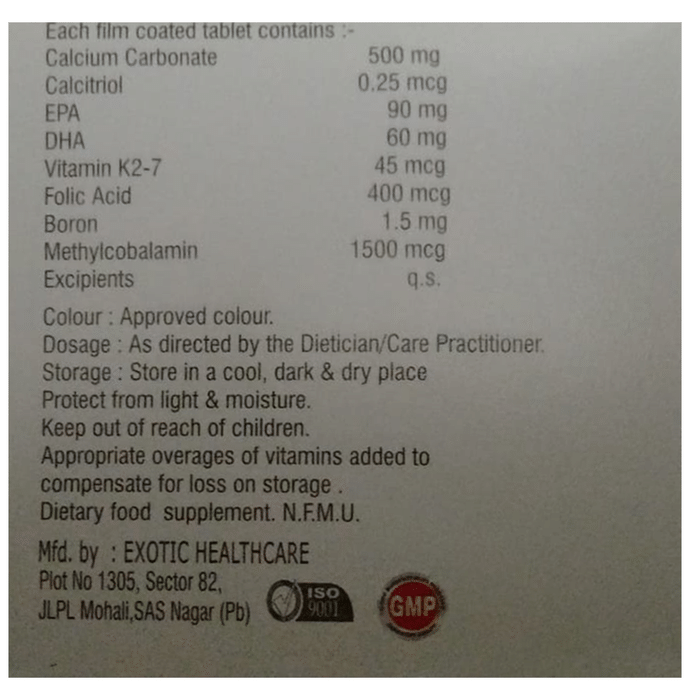 Each film coated tablet contains :-
Calcium Carbonate 500 mg
Calcitriol 0.25 mcg
EPA 90 mg
DHA 60 mg
Vitamin K2-7 45 mcg
Folic Acid 400 mcg
Boron 1.5 mg
Methylcobalamin 1500 mcg
Excipients q.s.
Colour : Approved colour.
Dosage : As directed by the Dietician/Care Practitioner.
Storage : Store in a cool, dark & dry place
Protect from light & moisture.
Keep out of reach of children.
Appropriate overages of vitamins added to
compensate for loss on storage .
Dietary food supplement. N.F.M.U.
Mfd. by : EXOTIC HEALTHCARE
Plot No 1305, Sector 82,
JLPL Mohali,SAS Nagar (Pb)
ISO
9001
GMP